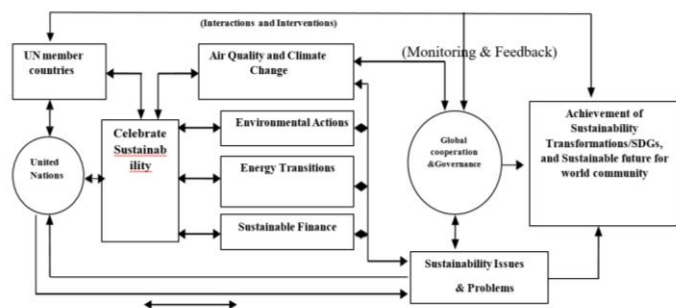 (Interactions and Interventions)
UN member
countries
Air Quality and Climate
Change
(Monitoring & Feedback)
Achievement of
Sustainability
Transformations/SDGs,
and Sustainable future for
world community
Celebrate
Sustainab
ility
Environmental Actions
Global
cooperation
&Governance
United
Nations
Energy Transitions
Sustainable Finance
Sustainability Issues
& Problems